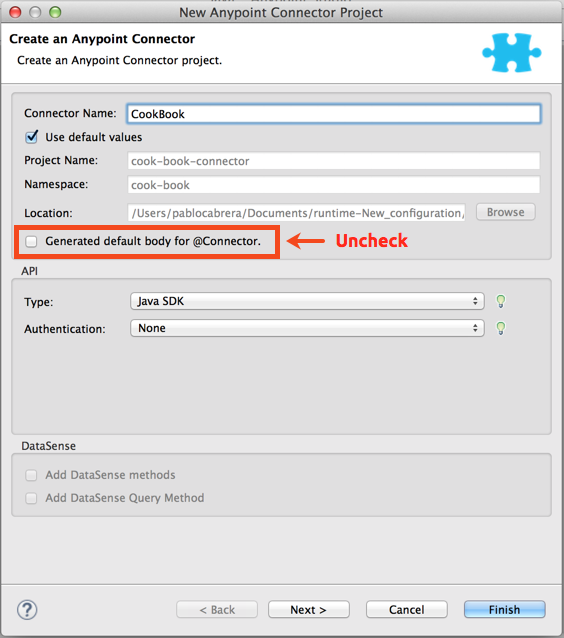 New Anypoint Connector Project
Create an Anypoint Connector
Create an Anypoint Connector project.
Connector Name: CookBook
Use default values
Project Name: cook-book-connector
Namespace: cook-book
Location: /Users/pablocabrera/Documents/runtime-New_configuration, Browse
Generated default body for @Connector. Uncheck
API
Type: Java SDK
Authentication: None
DataSense
Add DataSense methods
Add DataSense Query Method
? < Back Next > Cancel Finish